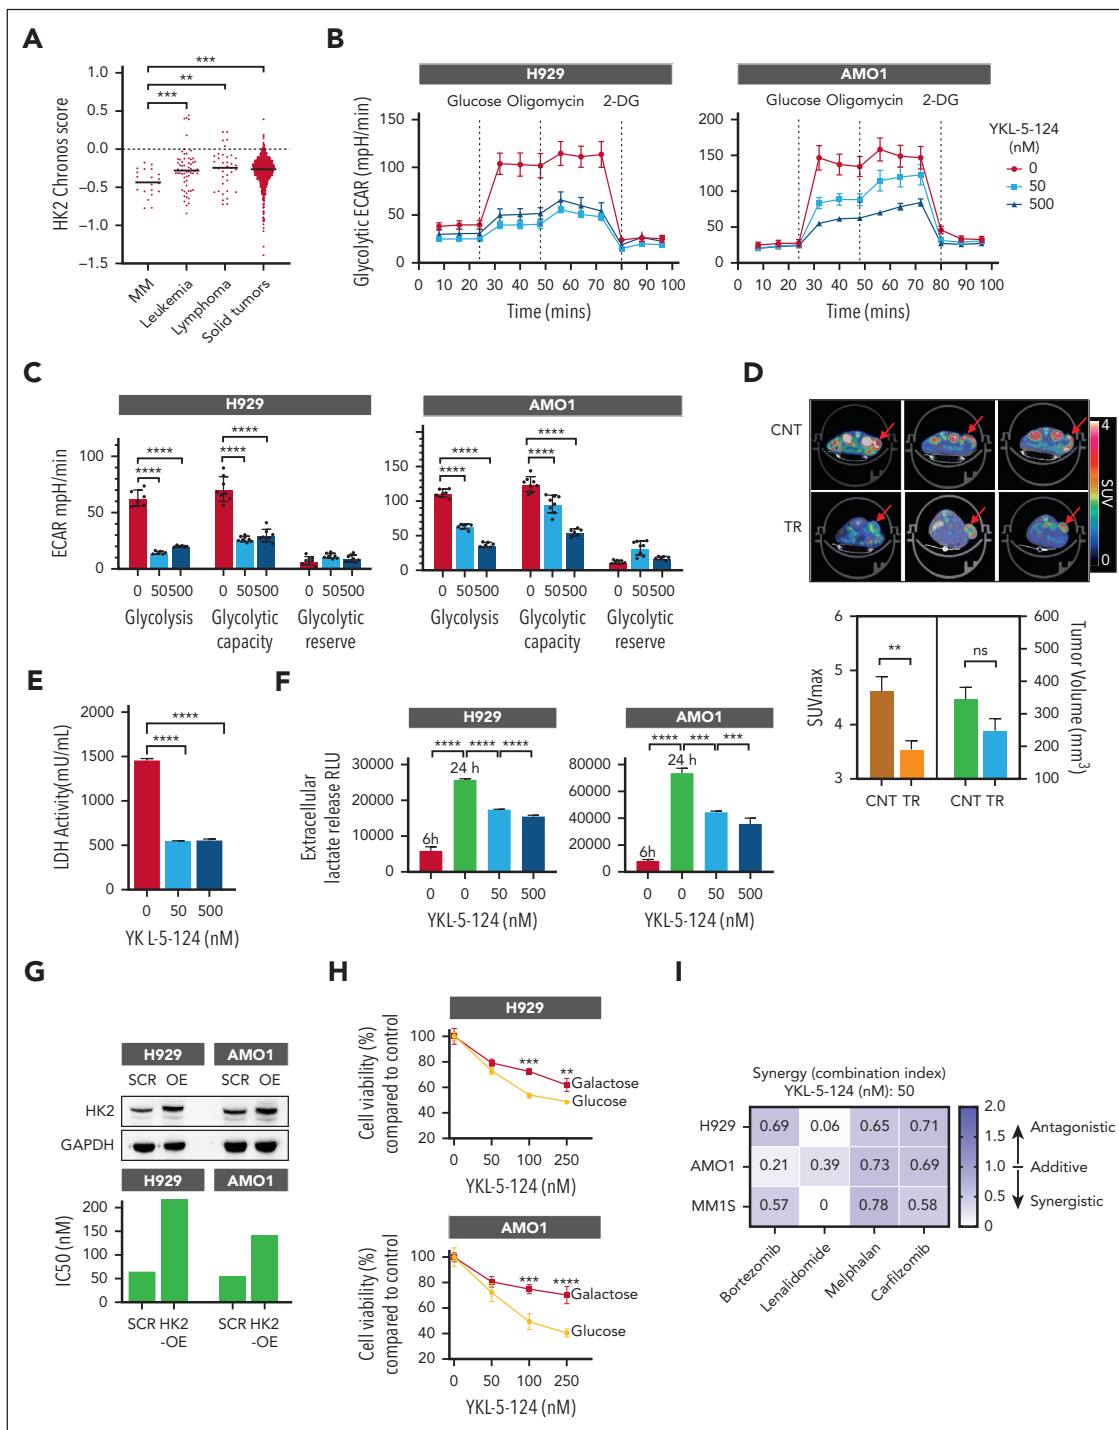 A
HK2 Chronos score
1.0
0.5
0.0
−0.5
−1.0
−1.5
***
**
***
MM
Leukemia
Lymphoma
Solid tumors
B
H929
AMO1
Glucose Oligomycin 2-DG
Glucose Oligomycin 2-DG
Glycolytic ECAR (mpH/min)
150
100
50
0
200
150
100
50
0
0 10 20 30 40 50 60 70 80 90 100
0 10 20 30 40 50 60 70 80 90 100
Time (mins)
Time (mins)
YKL-5-124
(nM)
0
50
500
C
H929
AMO1
ECAR mpH/min
100
50
0
150
100
50
0
****
****
****
****
****
****
****
****
0 50500 0 50500 0 50500
0 50500 0 50500 0 50500
Glycolysis
Glycolytic
capacity
Glycolytic
reserve
Glycolysis
Glycolytic
capacity
Glycolytic
reserve
D
CNT
TR
4
SUV
0
SUVmax
6
5
4
3
**
ns
600
500
400
300
200
100
Tumor Volume
(mm3)
CNT TR
CNT TR
E
LDH Activity(mU/mL)
2000
1500
1000
500
0
****
****
0 50 500
YK L-5-124 (nM)
F
H929
AMO1
Extracellular
lactate release RLU
**** **** ****
24 h
6h
30000
20000
10000
0
0 0 50 500
YKL-5-124 (nM)
**** *** ***
24 h
6h
80000
60000
40000
20000
0
0 0 50 500
YKL-5-124 (nM)
G
H929
AMO1
SCR OE
SCR OE
HK2
GAPDH
H929
AMO1
IC50 (nM)
200
150
100
50
0
SCR HK2
-OE
SCR HK2
-OE
H
H929
Cell viability (%)
compared to control
100
80
60
40
20
***
**
Galactose
Glucose
0 50 100 250
YKL-5-124 (nM)
AMO1
Cell viability (%)
compared to control
100
80
60
40
20
***
****
Galactose
Glucose
0 50 100 250
YKL-5-124 (nM)
I
Synergy (combination index)
YKL-5-124 (nM): 50
H929 0.69 0.06 0.65 0.71
AMO1 0.21 0.39 0.73 0.69
MM1S 0.57 0 0.78 0.58
Bortezomib
Lenalidomide
Melphalan
Carfilzomib
2.0
1.5
1.0
0.5
0
Antagonistic
Additive
Synergistic